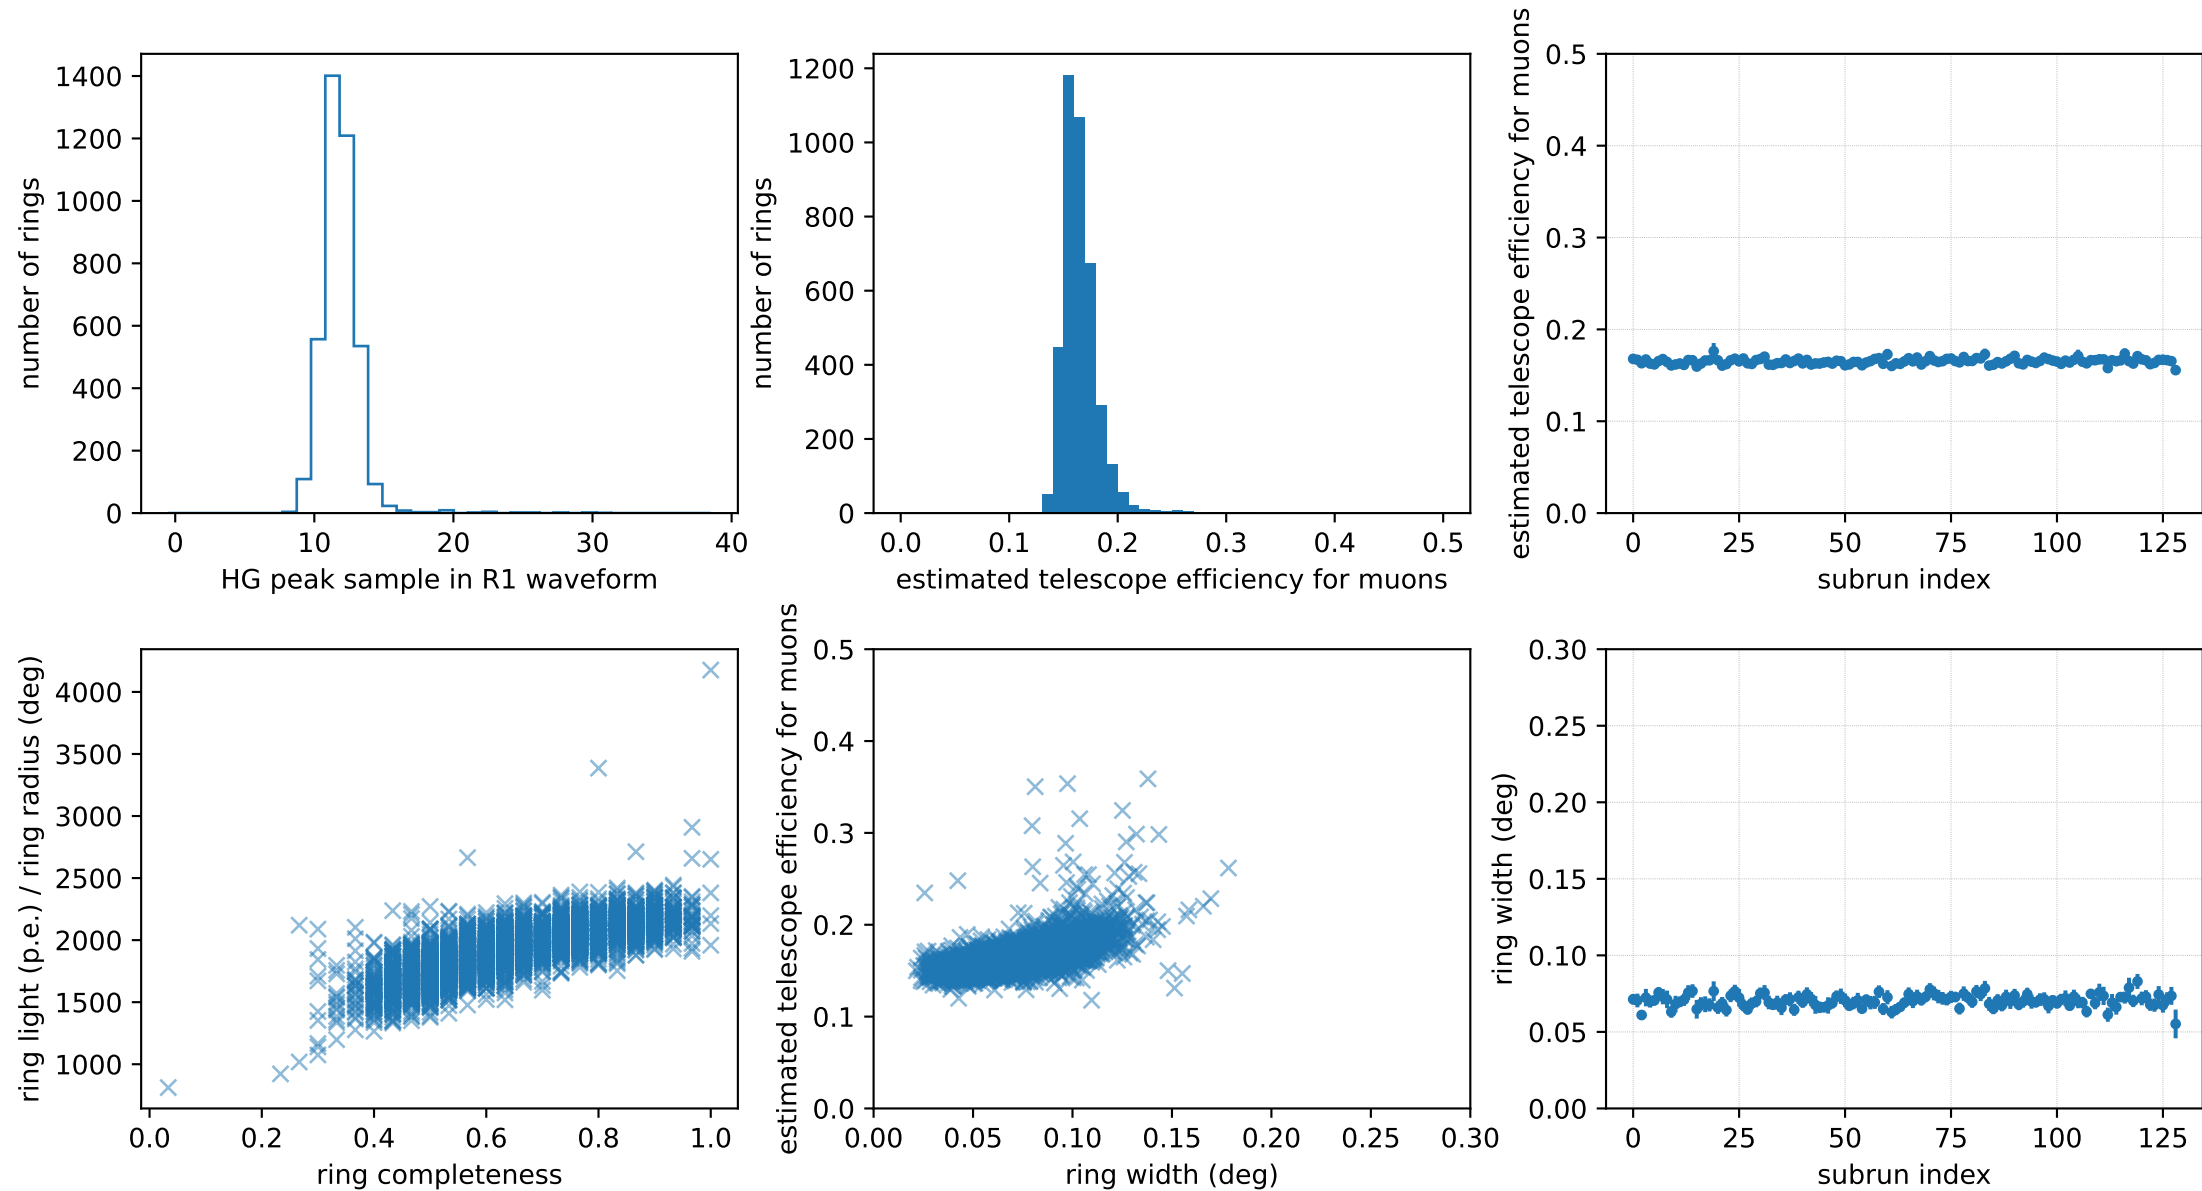 number of rings
1400
1200
1000
800
600
400
200
0
0 10 20 30 40
HG peak sample in R1 waveform
number of rings
1200
1000
800
600
400
200
0
0.0 0.1 0.2 0.3 0.4 0.5
estimated telescope efficiency for muons
estimated telescope efficiency for muons
0.5
0.4
0.3
0.2
0.1
0.0
0 25 50 75 100 125
subrun index
ring light (p.e.) / ring radius (deg)
4000
3500
3000
2500
2000
1500
1000
0.0 0.2 0.4 0.6 0.8 1.0
ring completeness
estimated telescope efficiency for muons
0.5
0.4
0.3
0.2
0.1
0.0
0.00 0.05 0.10 0.15 0.20 0.25 0.30
ring width (deg)
ring width (deg)
0.30
0.25
0.20
0.15
0.10
0.05
0.00
0 25 50 75 100 125
subrun index